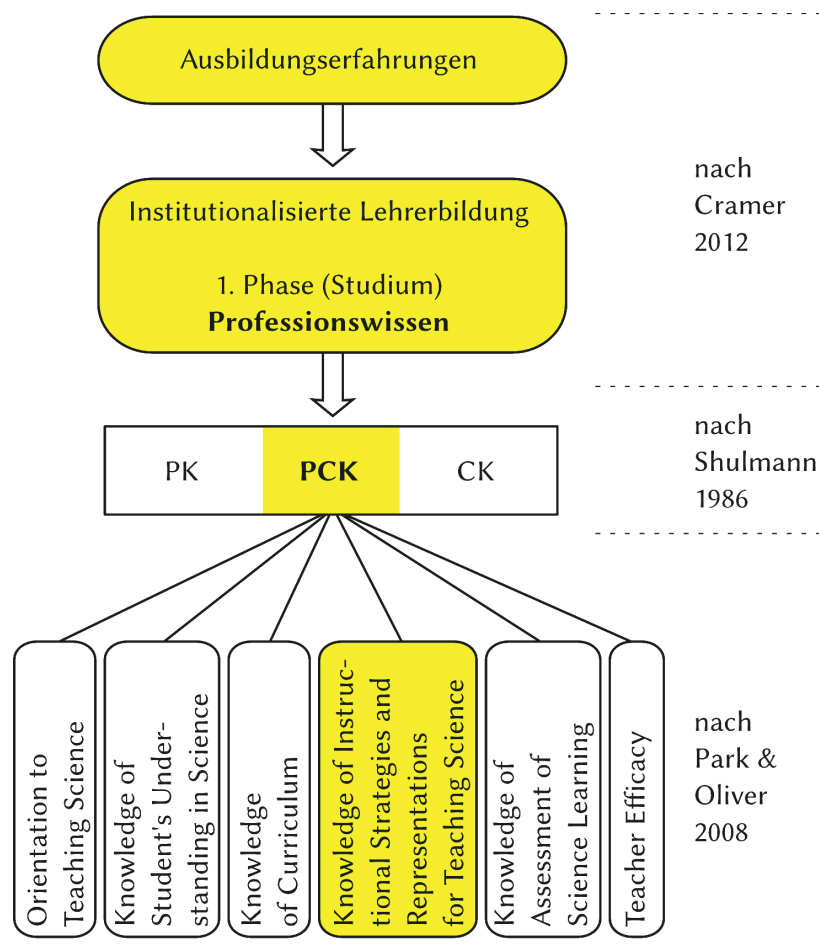 Ausbildungserfahrungen
Institutionalisierte Lehrerbildung
1. Phase (Studium)
Professionswissen
nach
Cramer
2012
PK
PCK
CK
nach
Shulmann
1986
Orientation to
Teaching Science
Knowledge of
Student's Under-
standing in Science
Knowledge
of Curriculum
Knowledge of Instruc-
tional Strategies and
Representations
for Teaching Science
Knowledge of
Assessment of
Science Learning
Teacher Efficacy
nach
Park &
Oliver
2008